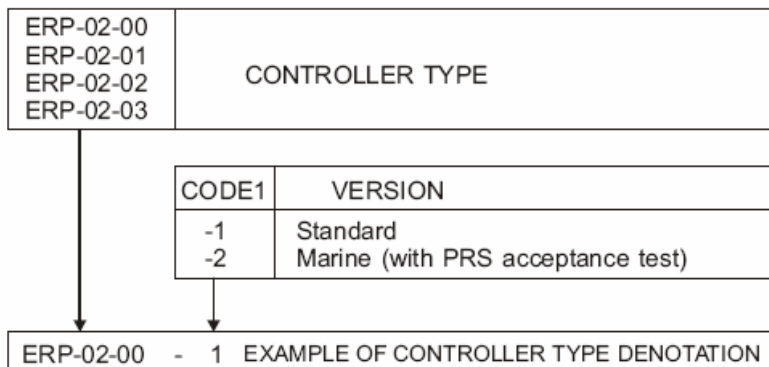 ERP-02-00
ERP-02-01
ERP-02-02
ERP-02-03
CONTROLLER TYPE
CODE1 VERSION
-1 Standard
-2 Marine (with PRS acceptance test)
ERP-02-00 - 1 EXAMPLE OF CONTROLLER TYPE DENOTATION